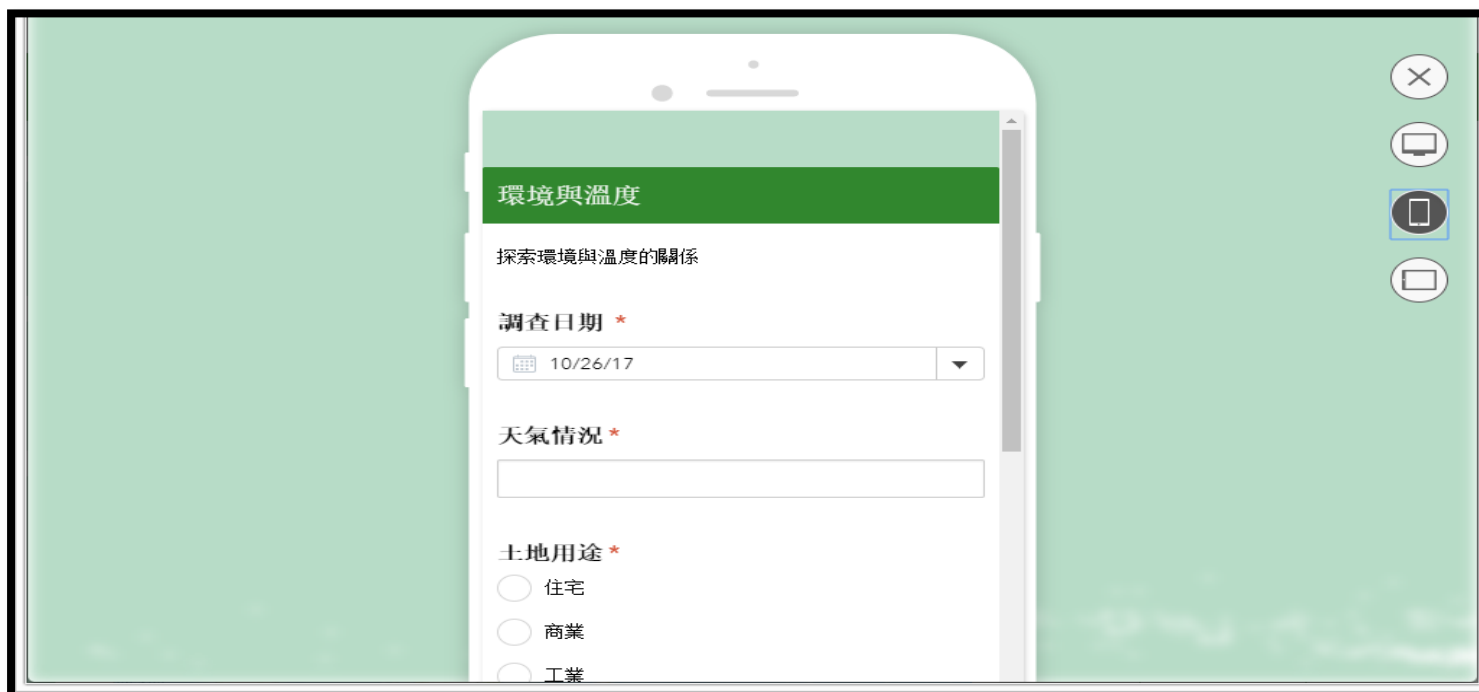 環境與溫度
探索環境與溫度的關係
調查日期 *
10/26/17
天氣情況 *
土地用途 *
住宅
商業
工業